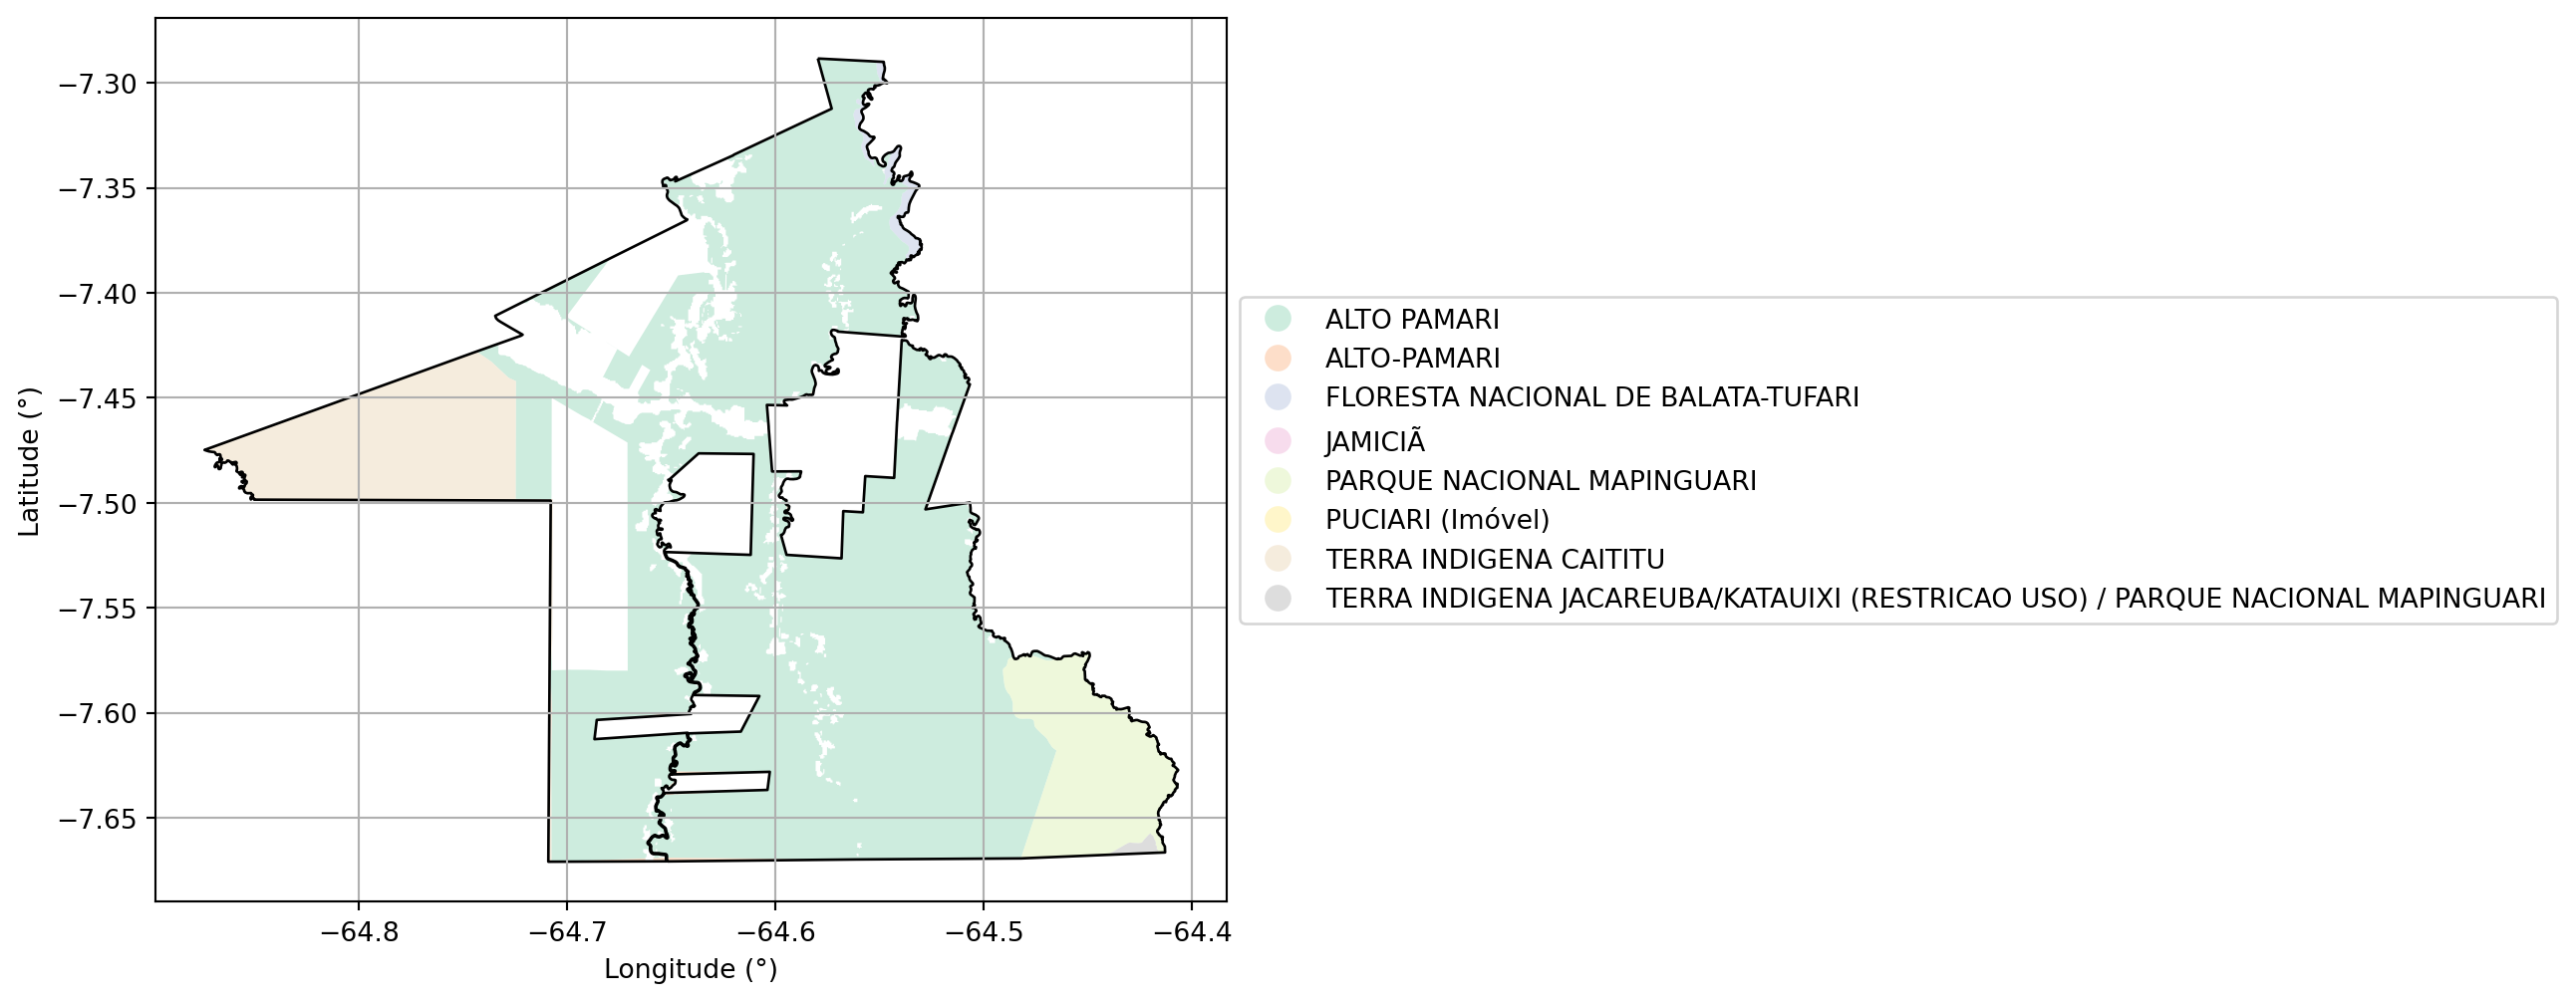 −7.30
−7.35
−7.40
−7.45
−7.50
−7.55
−7.60
−7.65
Latitude (°)
−64.8
−64.7
−64.6
−64.5
−64.4
Longitude (°)
ALTO PAMARI
ALTO-PAMARI
FLORESTA NACIONAL DE BALATA-TUFARI
JAMICIÃ
PARQUE NACIONAL MAPINGUARI
PUCIARI (Imóvel)
TERRA INDIGENA CAITITU
TERRA INDIGENA JACAREUBA/KATAUIXI (RESTRICAO USO) / PARQUE NACIONAL MAPINGUARI